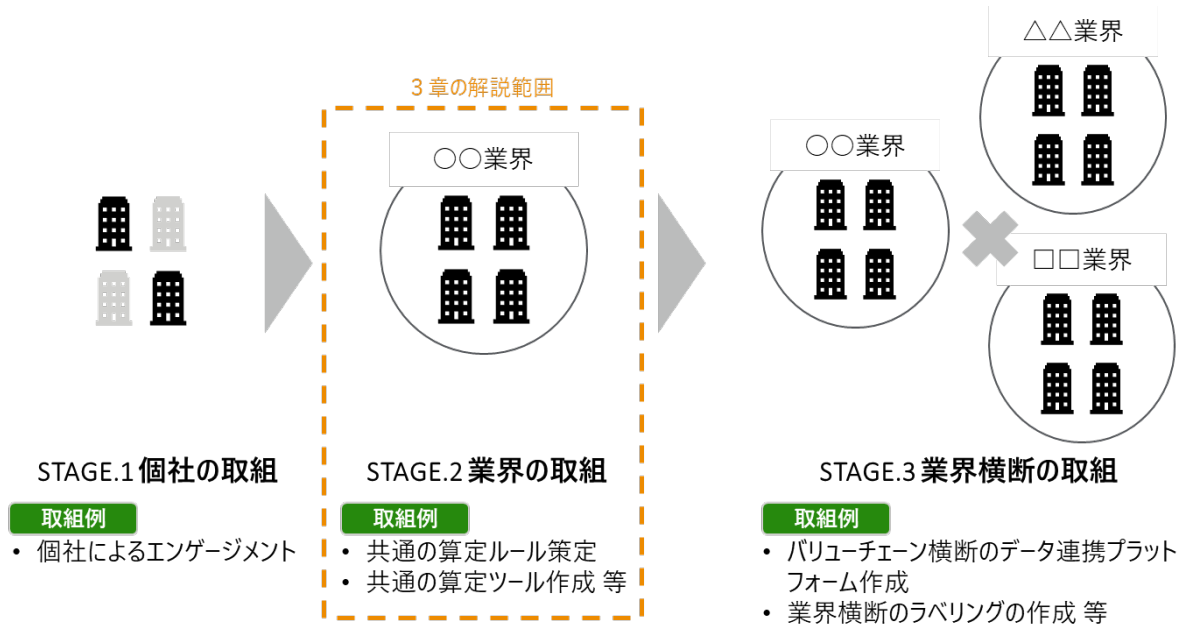 3章の解説範囲
○○業界
○○業界
△△業界
□□業界
STAGE.1 個社の取組
取組例
• 個社によるエンゲージメント
STAGE.2 業界の取組
取組例
• 共通の算定ルール策定
• 共通の算定ツール作成 等
STAGE.3 業界横断の取組
取組例
• バリューチェーン横断のデータ連携プラット
フォーム作成
• 業界横断のラベリングの作成 等